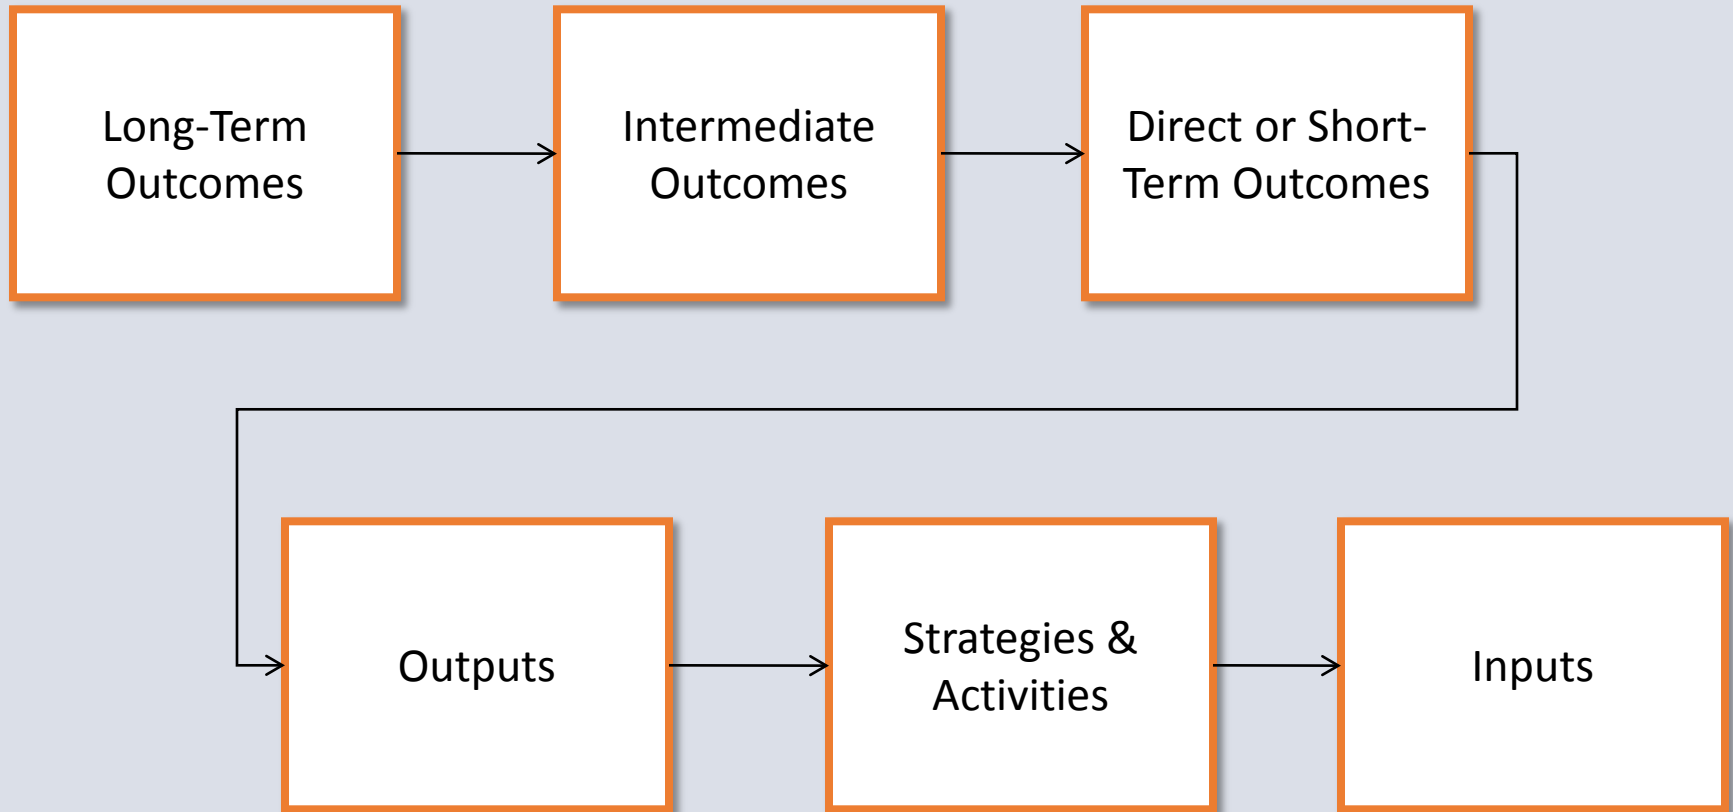 Long-Term
Outcomes
Intermediate
Outcomes
Direct or Short-
Term Outcomes
Outputs
Strategies &
Activities
Inputs